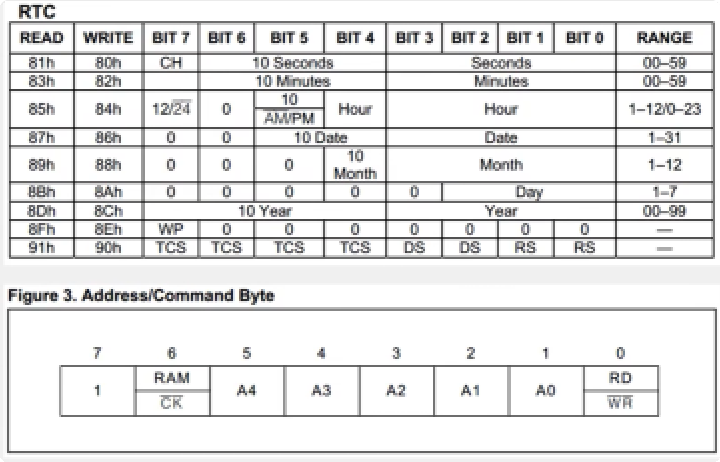 RTC
READ WRITE BIT 7 BIT 6 BIT 5 BIT 4 BIT 3 BIT 2 BIT 1 BIT 0 RANGE
81h 80h CH 10 Seconds Seconds 00–59
83h 82h 10 Minutes Minutes 00–59
85h 84h 12/2̅4̅ 0 10 Hour Hour 1–12/0–23
A̅M̅/PM
87h 86h 0 0 10 Date Date 1–31
89h 88h 0 0 0 10 Month Month 1–12
8Bh 8Ah 0 0 0 0 0 Day 1–7
8Dh 8Ch 10 Year Year 00–99
8Fh 8Eh WP 0 0 0 0 0 0 0 —
91h 90h TCS TCS TCS TCS DS DS RS RS —
Figure 3. Address/Command Byte
7 6 5 4 3 2 1 0
1 RAM A4 A3 A2 A1 A0 RD
C̅K̅ W̅R̅